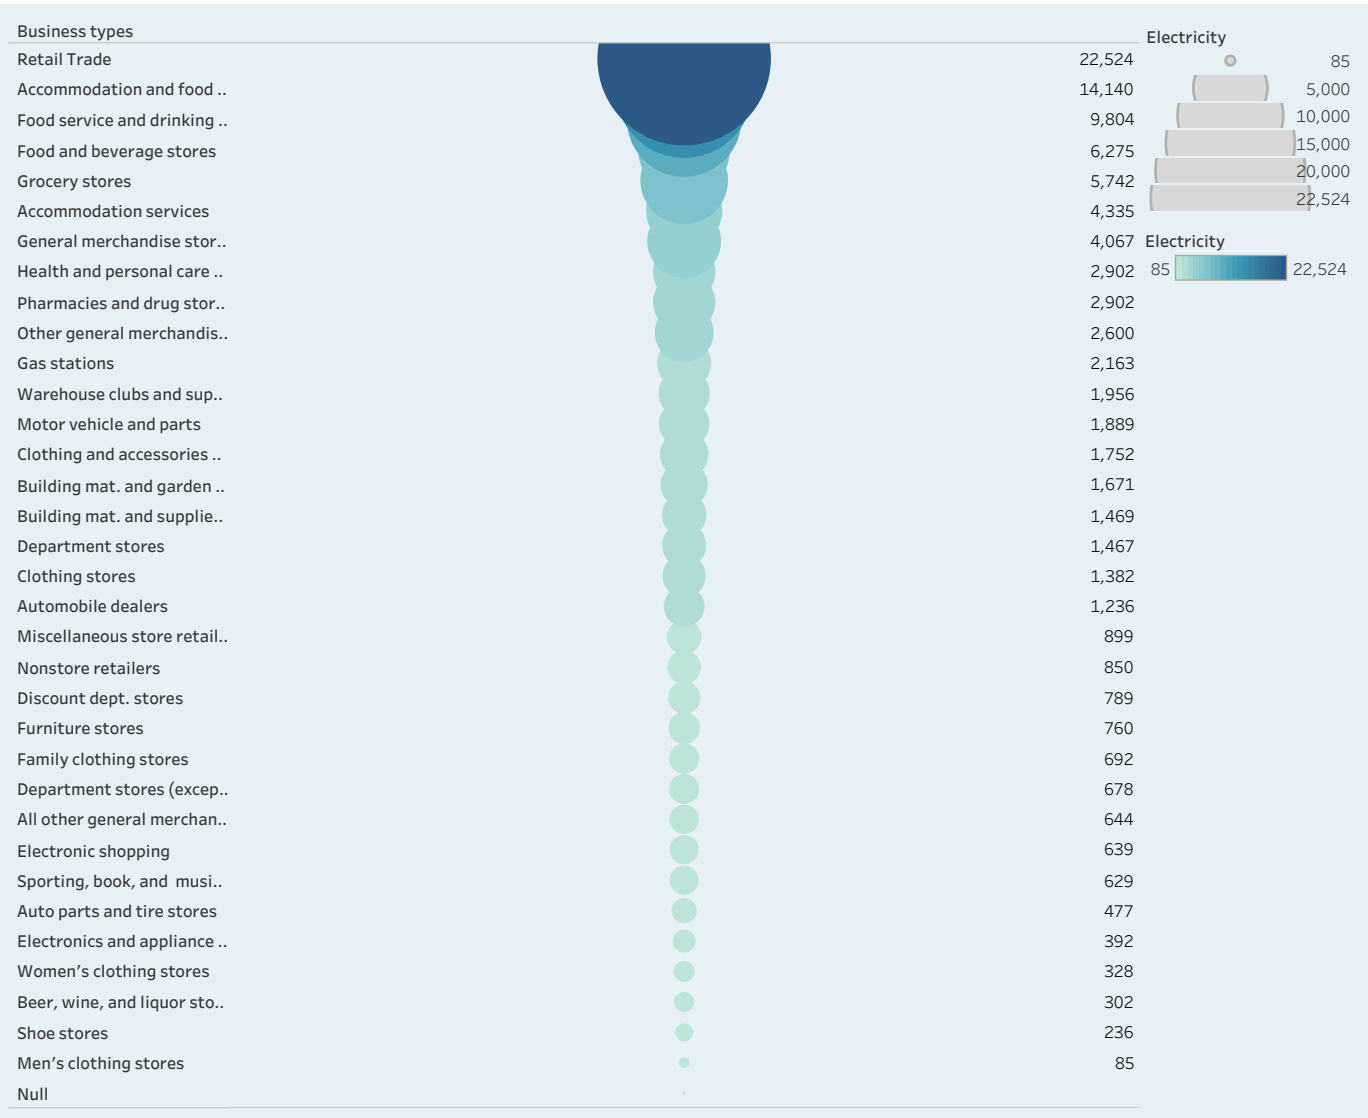 Business types
Retail Trade 22,524
Accommodation and food .. 14,140
Food service and drinking .. 9,804
Food and beverage stores 6,275
Grocery stores 5,742
Accommodation services 4,335
General merchandise stor.. 4,067
Health and personal care .. 2,902
Pharmacies and drug stor.. 2,902
Other general merchandis.. 2,600
Gas stations 2,163
Warehouse clubs and sup.. 1,956
Motor vehicle and parts 1,889
Clothing and accessories .. 1,752
Building mat. and garden .. 1,671
Building mat. and supplie.. 1,469
Department stores 1,467
Clothing stores 1,382
Automobile dealers 1,236
Miscellaneous store retail.. 899
Nonstore retailers 850
Discount dept. stores 789
Furniture stores 760
Family clothing stores 692
Department stores (excep.. 678
All other general merchan.. 644
Electronic shopping 639
Sporting, book, and  musi.. 629
Auto parts and tire stores 477
Electronics and appliance .. 392
Women's clothing stores 328
Beer, wine, and liquor sto.. 302
Shoe stores 236
Men's clothing stores 85
Null
Electricity
85
5,000
10,000
15,000
20,000
22,524
Electricity
85 22,524